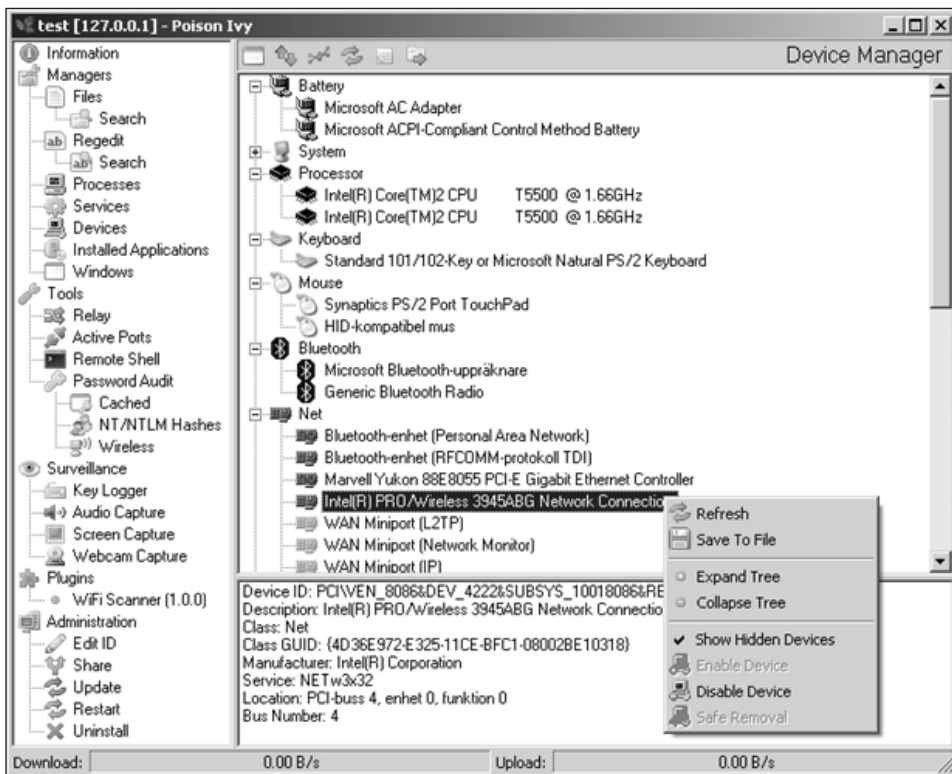 test [127.0.0.1] - Poison Ivy
Information
Managers
Files
Search
Regedit
Search
Processes
Services
Devices
Installed Applications
Windows
Tools
Relay
Active Ports
Remote Shell
Password Audit
Cached
NT/NTLM Hashes
Wireless
Surveillance
Key Logger
Audio Capture
Screen Capture
Webcam Capture
Plugins
WiFi Scanner (1.0.0)
Administration
Edit ID
Share
Update
Restart
Uninstall
Device Manager
Battery
Microsoft AC Adapter
Microsoft ACPI-Compliant Control Method Battery
System
Processor
Intel(R) Core(TM)2 CPU T5500 @ 1.66GHz
Intel(R) Core(TM)2 CPU T5500 @ 1.66GHz
Keyboard
Standard 101/102-Key or Microsoft Natural PS/2 Keyboard
Mouse
Synaptics PS/2 Port TouchPad
HID-kompatibel mus
Bluetooth
Microsoft Bluetooth-uppräknare
Generic Bluetooth Radio
Net
Bluetooth-enhet (Personal Area Network)
Bluetooth-enhet (RFCOMM-protokoll TDI)
Marvell Yukon 88E8055 PCI-E Gigabit Ethernet Controller
Intel(R) PRO/Wireless 3945ABG Network Connectio
WAN Miniport (L2TP)
WAN Miniport (Network Monitor)
WAN Miniport (IP)
Refresh
Save To File
Expand Tree
Collapse Tree
Show Hidden Devices
Enable Device
Disable Device
Safe Removal
Device ID: PCI\VEN_8086&DEV_4222&SUBSYS_10018086&RE
Description: Intel(R) PRO/Wireless 3945ABG Network Connectio
Class: Net
Class GUID: {4D36E972-E325-11CE-BFC1-08002BE10318}
Manufacturer: Intel(R) Corporation
Service: NETw3x32
Location: PCI-buss 4, enhet 0, funktion 0
Bus Number: 4
Download: 0.00 B/s Upload: 0.00 B/s